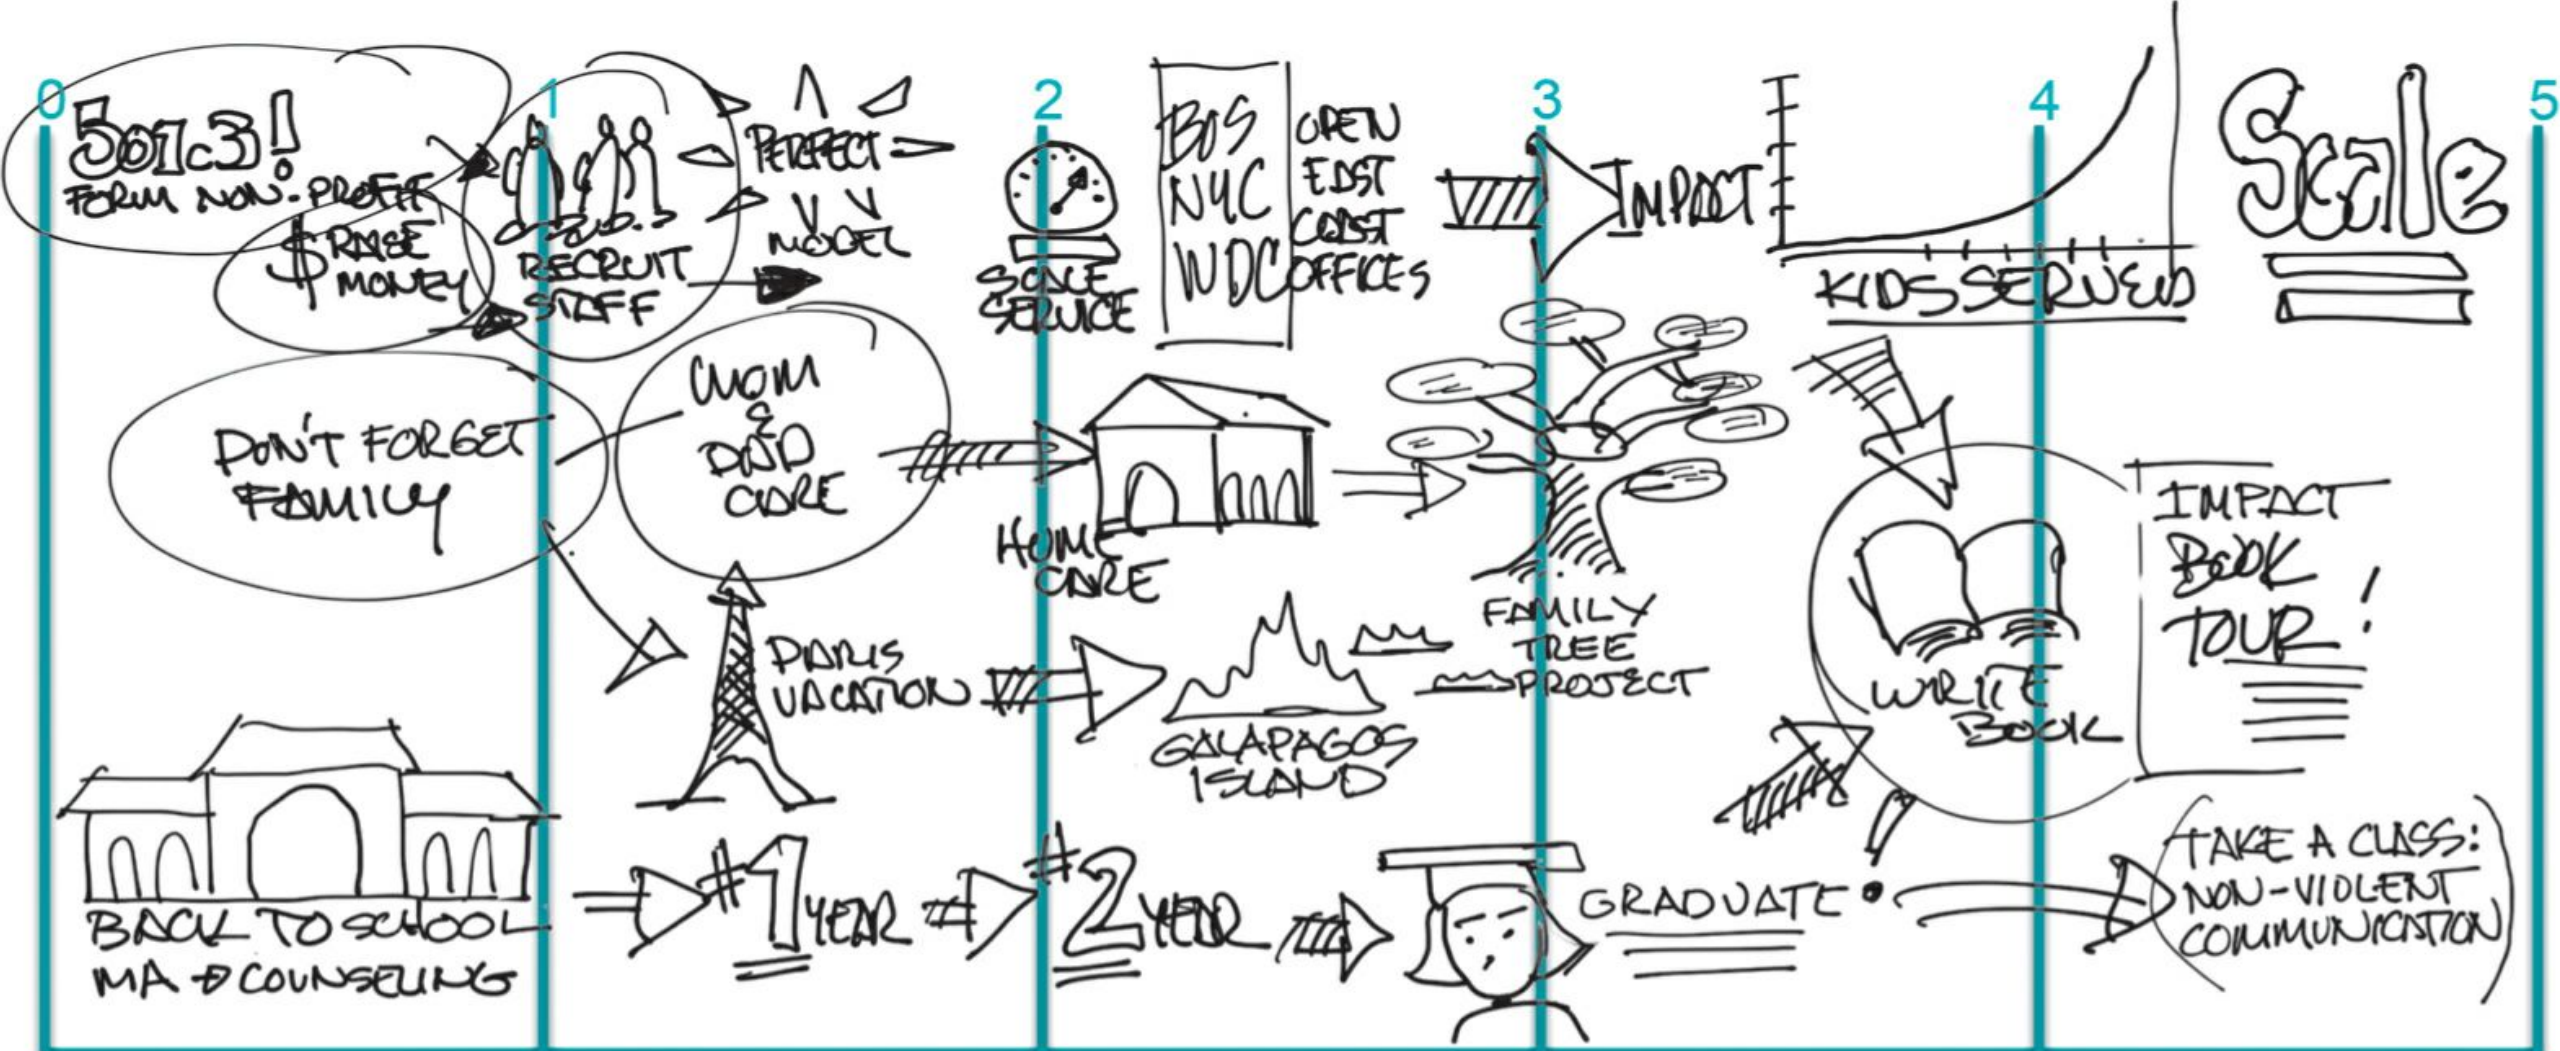 0
1
2
3
4
5
501c3!
FORM NON-PROFIT
$ RAISE
MONEY
RECRUIT
STAFF
PERFECT
MODEL
SCALE
SERVICE
BOS
NYC
WDC
OPEN
EAST
COAST
OFFICES
IMPACT
KIDS SERVED
Scale
DON'T FORGET
FAMILY
MOM
&
DAD
CARE
HOME
CARE
FAMILY
TREE
PROJECT
PARIS
VACATION
GALAPAGOS
ISLAND
WRITE
BOOK
IMPACT
BOOK
TOUR!
BACK TO SCHOOL
MA → COUNSELING
#1 YEAR
#2 YEAR
GRADUATE!
TAKE A CLASS:
NON-VIOLENT
COMMUNICATION